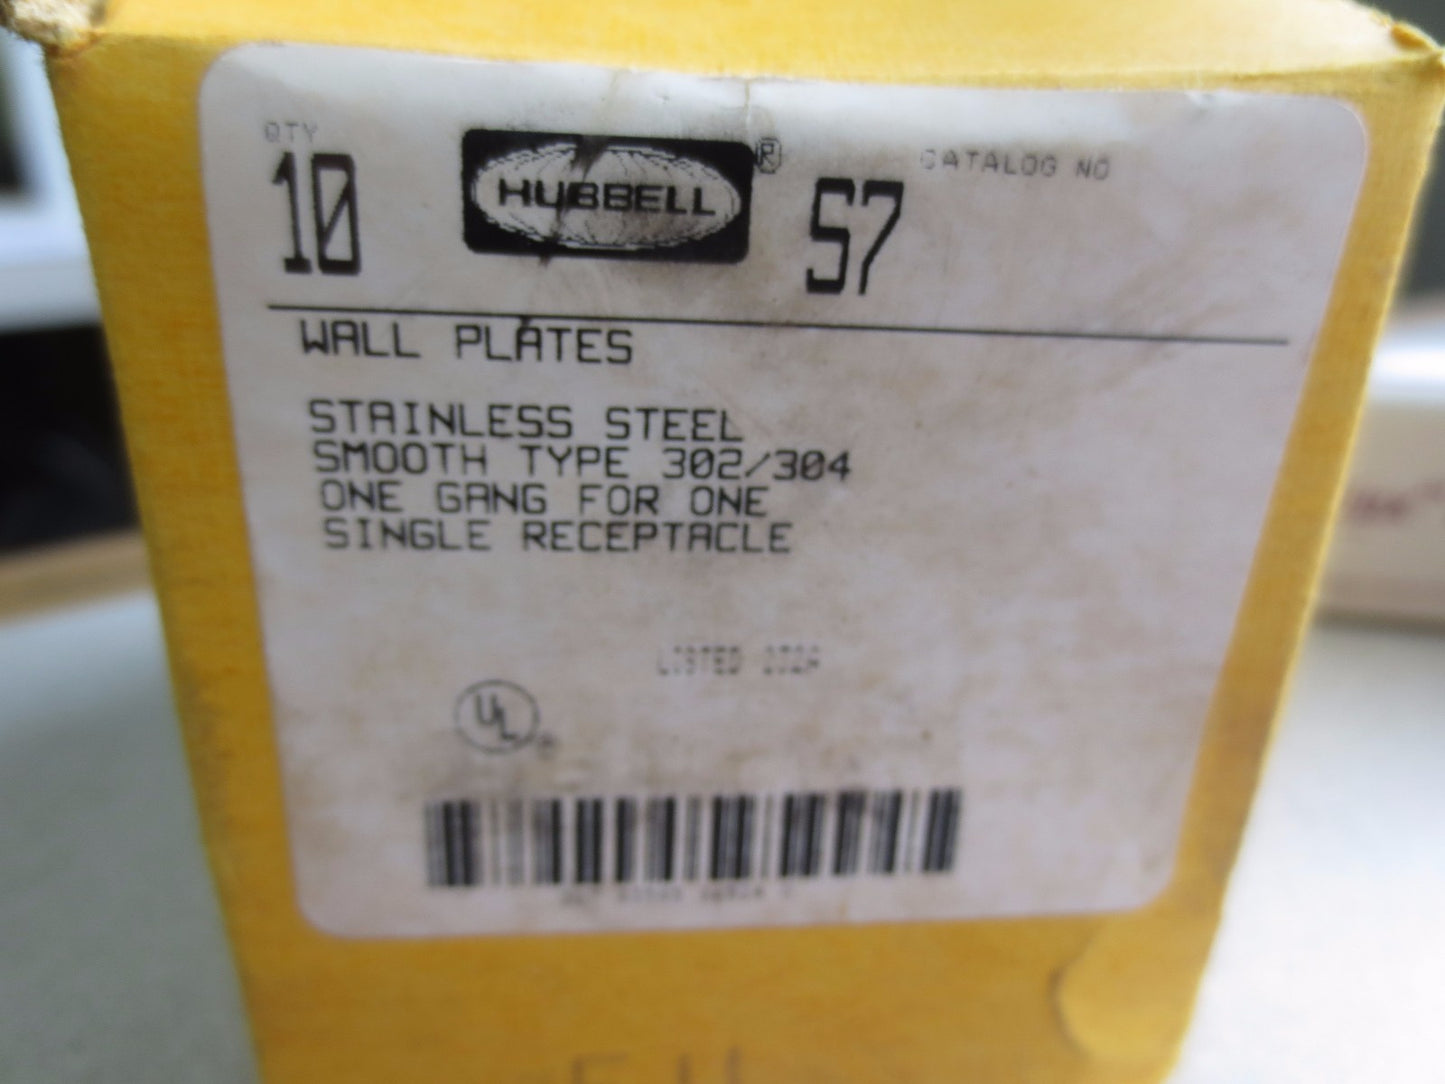 QTY
10
HUBBELL ®
CATALOG NO
S7
WALL PLATES
STAINLESS STEEL
SMOOTH TYPE 302/304
ONE GANG FOR ONE
SINGLE RECEPTACLE
LISTED
UL